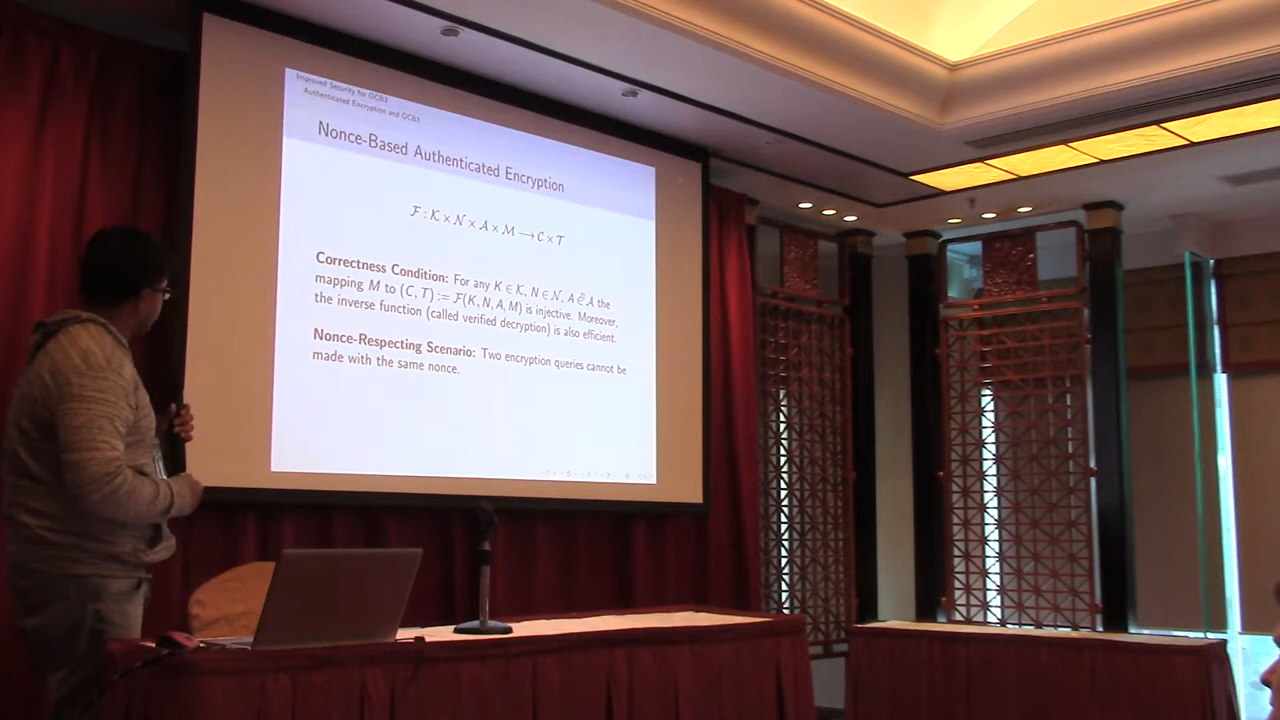 Improved Security for OCB3
Authenticated Encryption and OCB3
Nonce-Based Authenticated Encryption
𝓕 : 𝓚 × 𝓝 × 𝓐 × 𝓜 ⟶ 𝓒 × 𝓣
Correctness Condition: For any K ∈ 𝓚, N ∈ 𝓝, A ∈ 𝓐 the
mapping M to (C, T) := 𝓕(K, N, A, M) is injective. Moreover,
the inverse function (called verified decryption) is also efficient.
Nonce-Respecting Scenario: Two encryption queries cannot be
made with the same nonce.